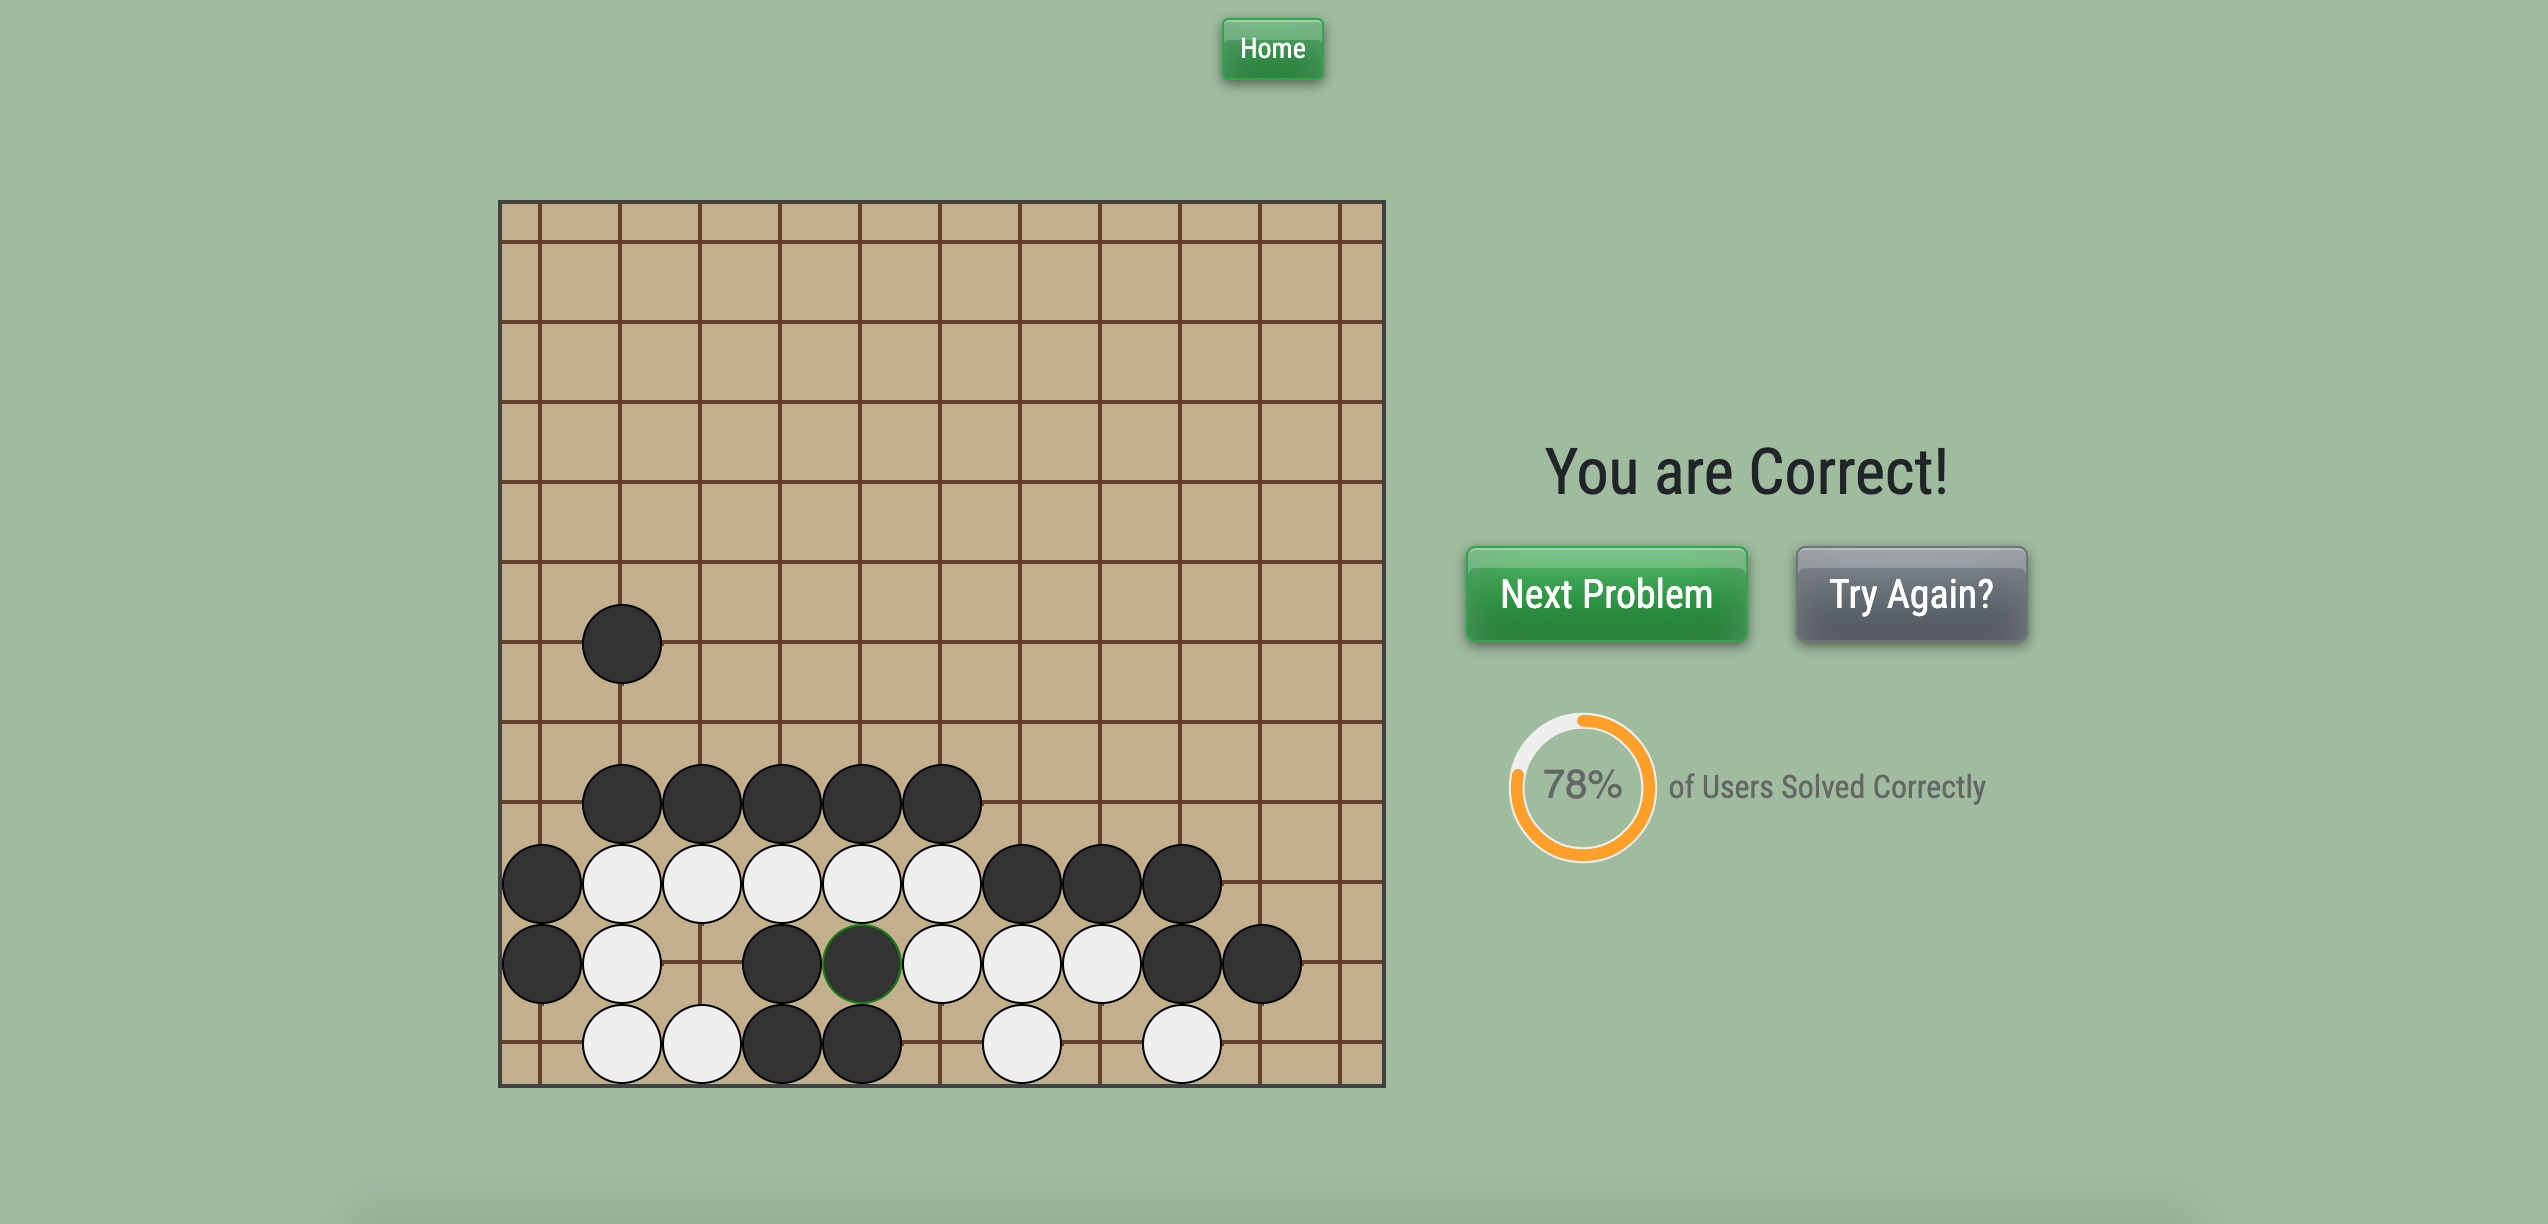 Home
You are Correct!
Next Problem
Try Again?
78%
of Users Solved Correctly